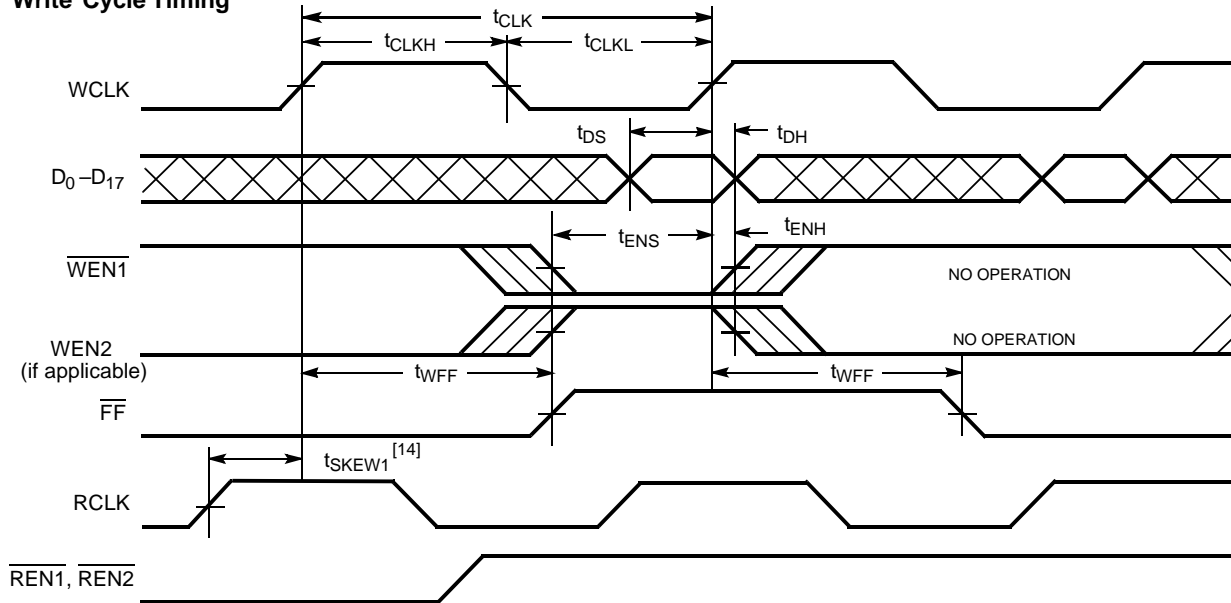 Write Cycle Timing
tCLK
tCLKH
tCLKL
WCLK
tDS
tDH
D0 –D17
tENS
tENH
WEN1
NO OPERATION
WEN2
(if applicable)
NO OPERATION
tWFF
tWFF
FF
tSKEW1 [14]
RCLK
REN1, REN2